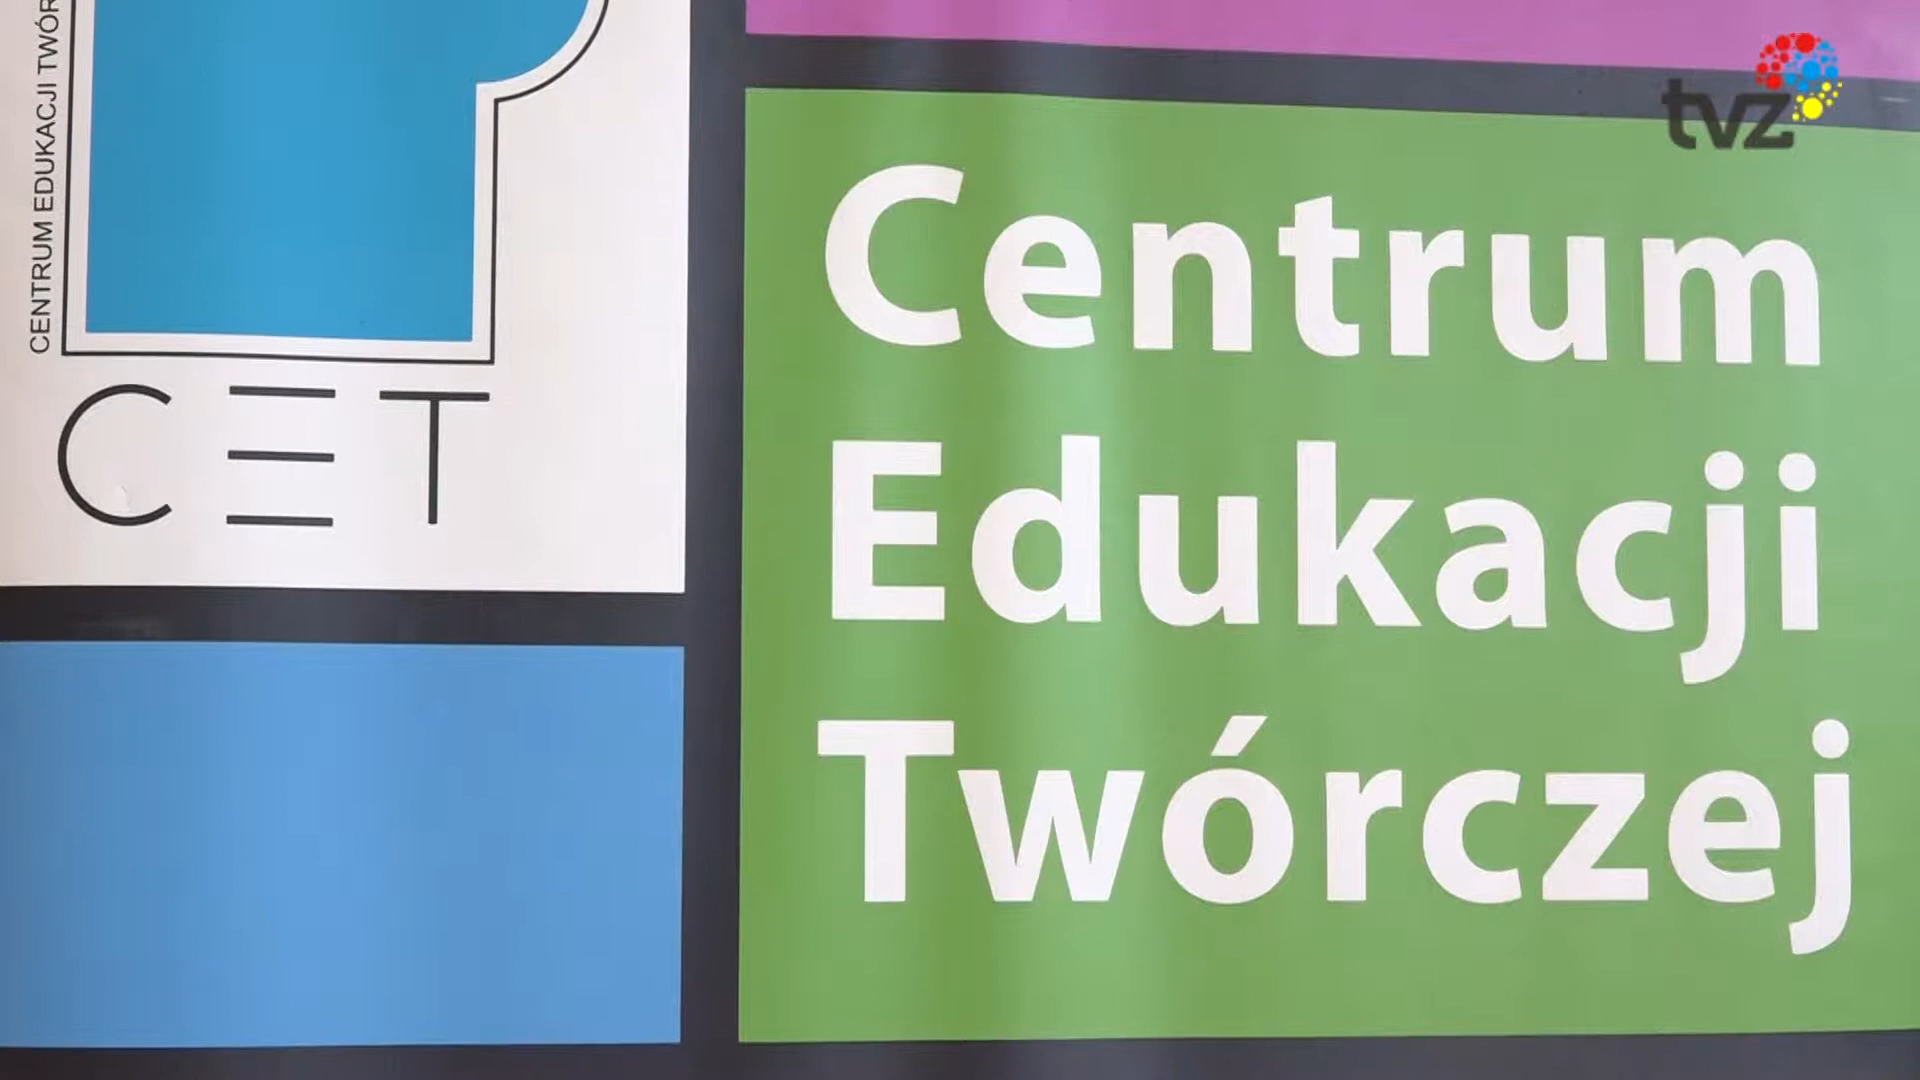 CENTRUM EDUKACJI TWÓR
CET
tvz
Centrum
Edukacji
Twórczej